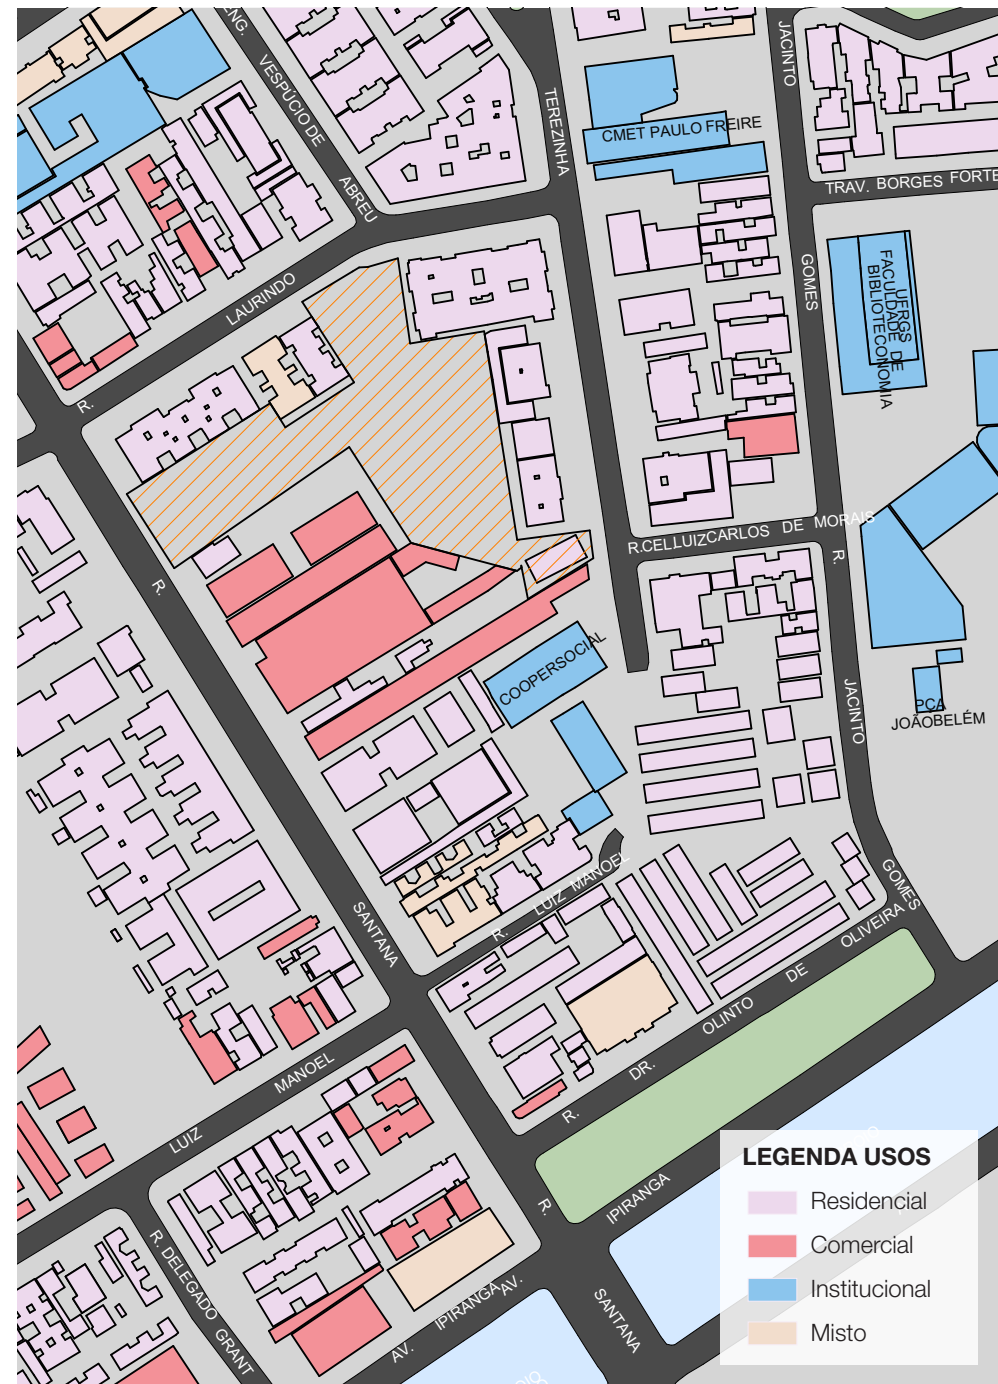 ENG.
VESPÚCIO DE
ABREU
TEREZINHA
JACINTO
CMET PAULO FREIRE
TRAV. BORGES FORTE
GOMES
UFRGS
FACULDADE DE
BIBLIOTECONOMIA
LAURINDO
R.
R.CELLUIZCARLOS DE MORAIS
R.
R.
COOPERSOCIAL
JACINTO
PCA
JOÃOBELÉM
GOMES
SANTANA
R. LUIZ MANOEL
R. DR. OLINTO DE OLIVEIRA
LUIZ MANOEL
R. DELEGADO GRANT
R.
SANTANA
IPIRANGA
AV. IPIRANGA
AV.
LEGENDA USOS
Residencial
Comercial
Institucional
Misto